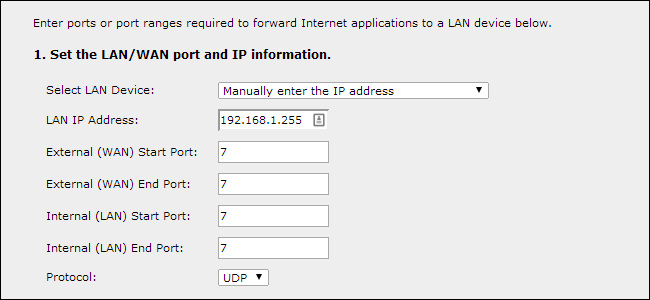 Enter ports or port ranges required to forward Internet applications to a LAN device below.
1. Set the LAN/WAN port and IP information.
Select LAN Device: Manually enter the IP address
LAN IP Address: 192.168.1.255
External (WAN) Start Port: 7
External (WAN) End Port: 7
Internal (LAN) Start Port: 7
Internal (LAN) End Port: 7
Protocol: UDP